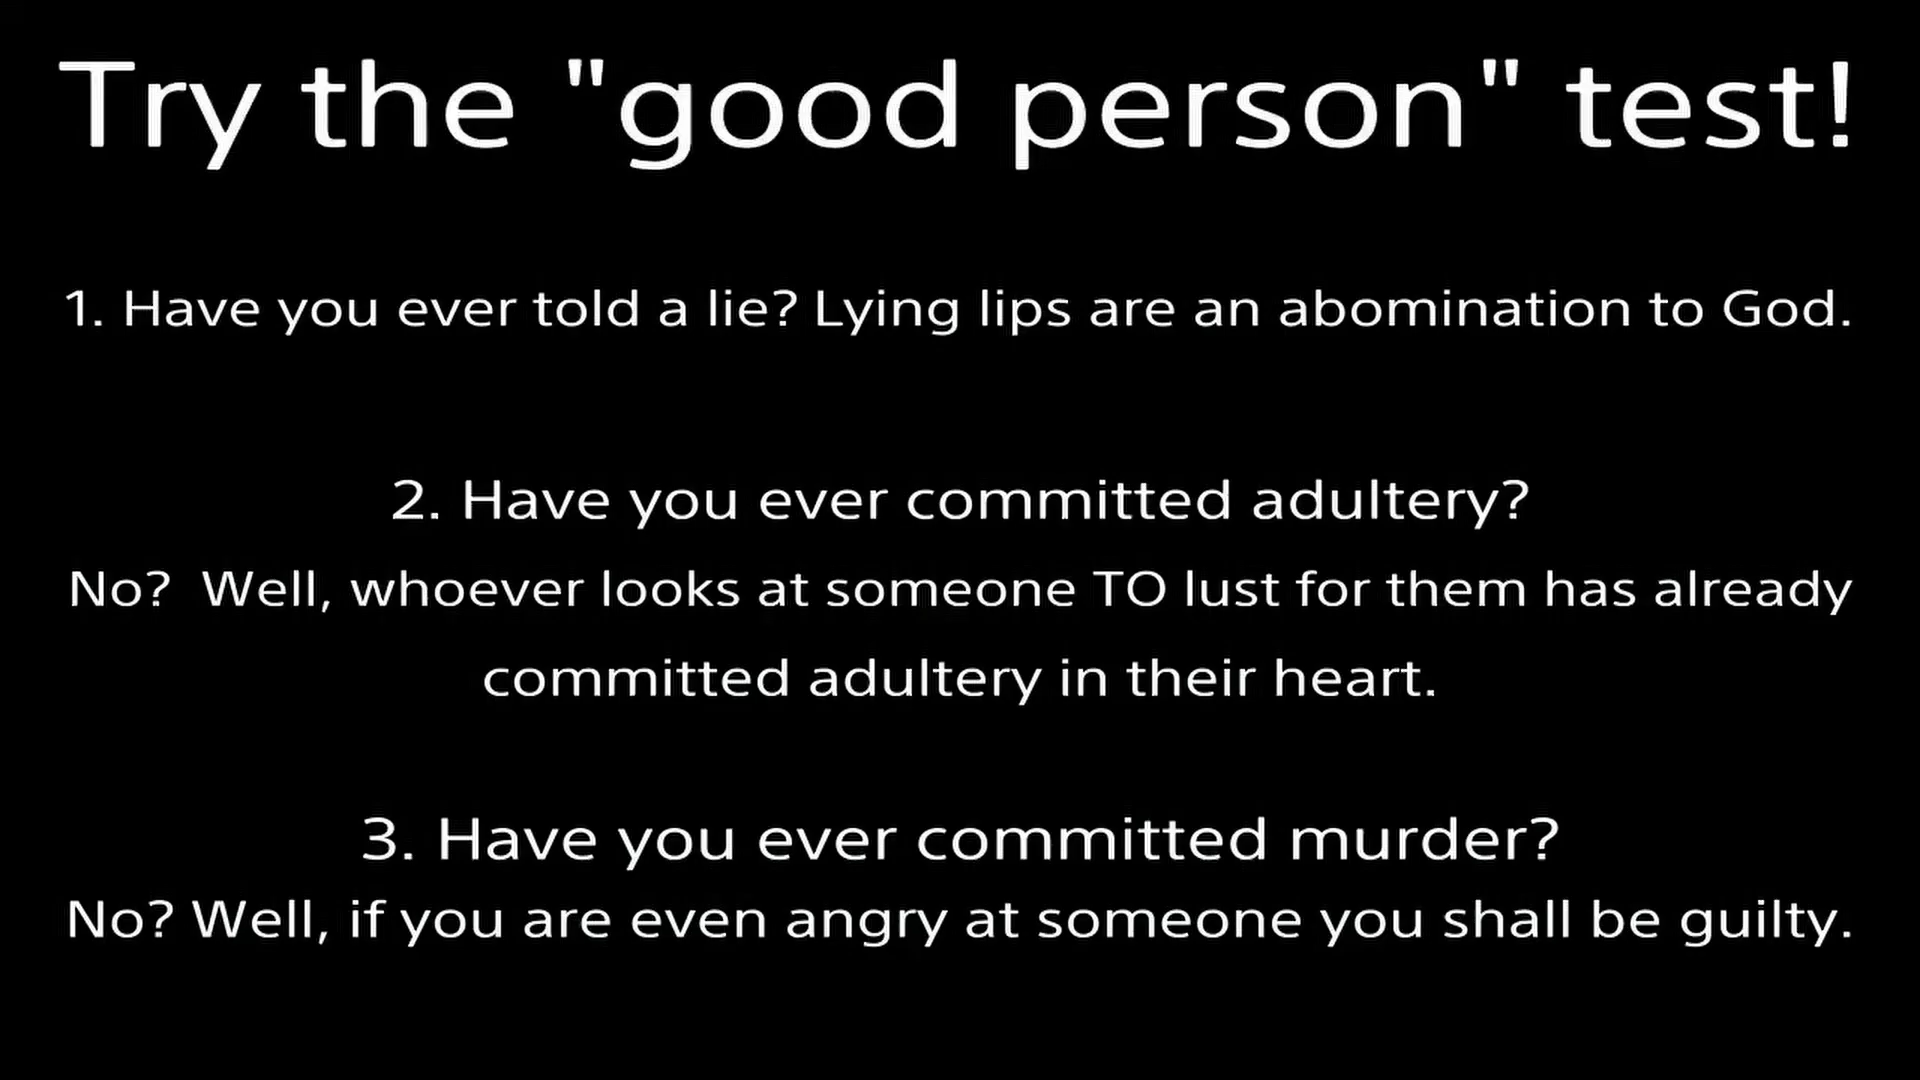 Try the "good person" test!
1. Have you ever told a lie? Lying lips are an abomination to God.
2. Have you ever committed adultery?
No?  Well, whoever looks at someone TO lust for them has already
committed adultery in their heart.
3. Have you ever committed murder?
No? Well, if you are even angry at someone you shall be guilty.